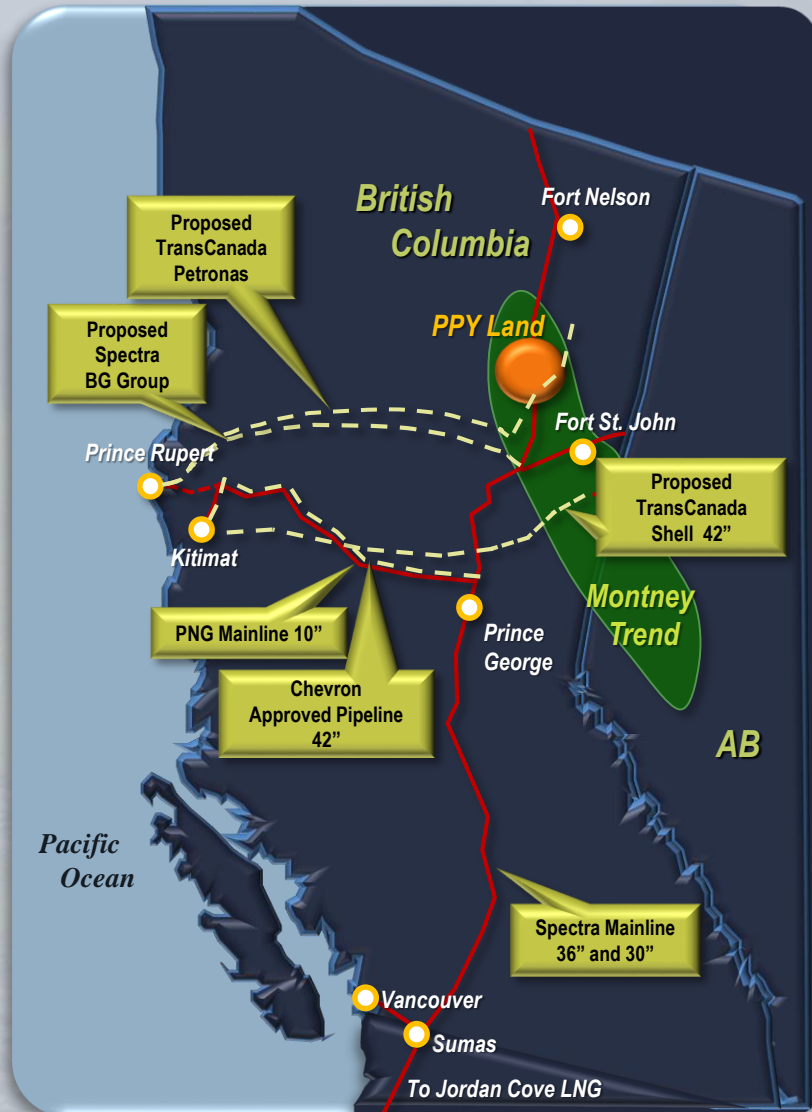 British
Columbia
Fort Nelson
Proposed
TransCanada
Petronas
PPY Land
Proposed
Spectra
BG Group
Fort St. John
Prince Rupert
Proposed
TransCanada
Shell 42”
Kitimat
Montney
Trend
PNG Mainline 10”
Prince
George
Chevron
Approved Pipeline
42”
AB
Pacific
Ocean
Spectra Mainline
36” and 30”
Vancouver
Sumas
To Jordan Cove LNG